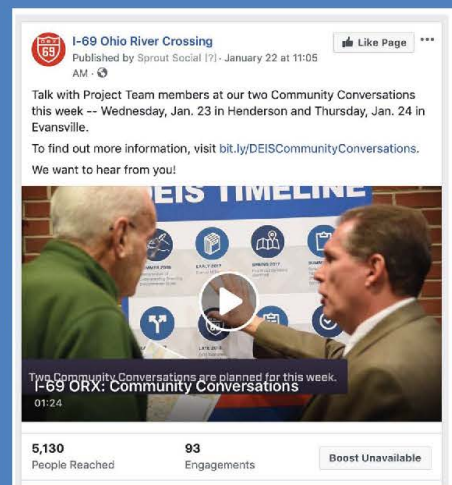 I-69 Ohio River Crossing
Like Page
Published by Sprout Social [?] · January 22 at 11:05
AM ·
Talk with Project Team members at our two Community Conversations
this week -- Wednesday, Jan. 23 in Henderson and Thursday, Jan. 24 in
Evansville.
To find out more information, visit bit.ly/DEISCommunityConversations.
We want to hear from you!
DEIS TIMELINE
EARLY 2017
SPRING 2017
Two Community Conversations are planned for this week.
I-69 ORX: Community Conversations
01:24
5,130
People Reached
93
Engagements
Boost Unavailable